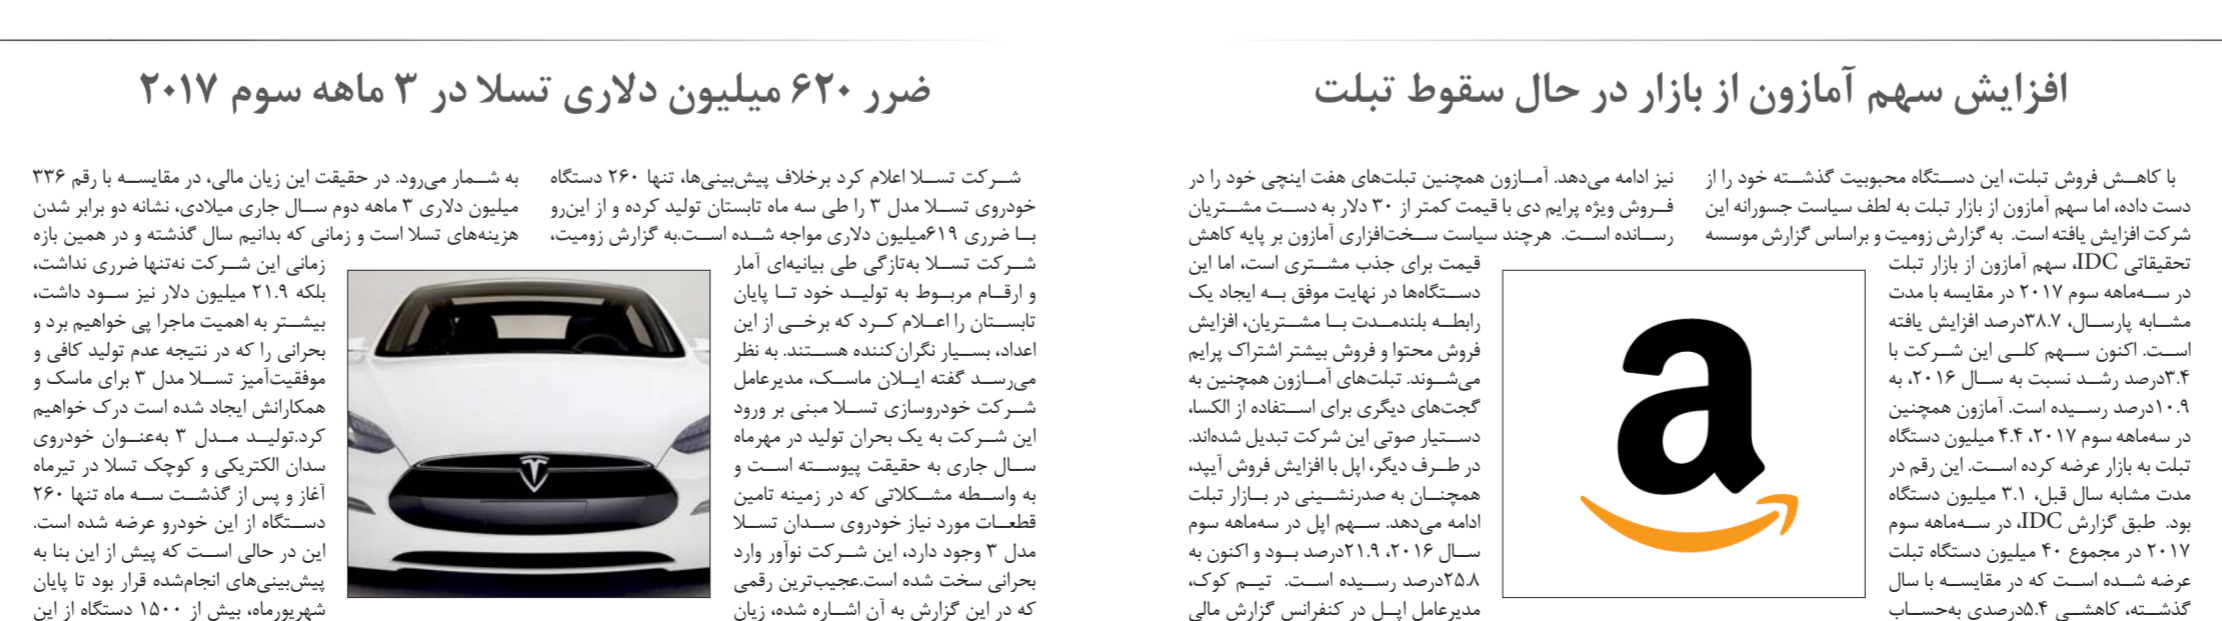 افزایش سهم آمازون از بازار در حال سقوط تبلت
با کاهش فروش تبلت، این دستگاه محبوبیت گذشته خود را از
دست داده، اما سهم آمازون از بازار تبلت به لطف سیاست جسورانه این
شرکت افزایش یافته است. به گزارش زومیت و براساس گزارش موسسه
تحقیقاتی IDC، سهم آمازون از بازار تبلت
در سه‌ماهه سوم ۲۰۱۷ در مقایسه با مدت
مشابه پارسال، ۳۸.۷درصد افزایش یافته
است. اکنون سهم کلی این شرکت با
۳.۴درصد رشد نسبت به سال ۲۰۱۶، به
۱۰.۹درصد رسیده است. آمازون همچنین
در سه‌ماهه سوم ۲۰۱۷، ۴.۴ میلیون دستگاه
تبلت به بازار عرضه کرده است. این رقم در
مدت مشابه سال قبل، ۳.۱ میلیون دستگاه
بود. طبق گزارش IDC، در سه‌ماهه سوم
۲۰۱۷ در مجموع ۴۰ میلیون دستگاه تبلت
عرضه شده است که در مقایسه با سال
گذشته، کاهشی ۵.۴درصدی به‌حساب
نیز ادامه می‌دهد. آمازون همچنین تبلت‌های هفت اینچی خود را در
فروش ویژه پرایم دی با قیمت کمتر از ۳۰ دلار به دست مشتریان
رسانده است. هرچند سیاست سخت‌افزاری آمازون بر پایه کاهش
قیمت برای جذب مشتری است، اما این
دستگاه‌ها در نهایت موفق به ایجاد یک
رابطه بلندمدت با مشتریان، افزایش
فروش محتوا و فروش بیشتر اشتراک پرایم
می‌شوند. تبلت‌های آمازون همچنین به
گجت‌های دیگری برای استفاده از الکسا،
دستیار صوتی این شرکت تبدیل شده‌اند.
در طرف دیگر، اپل با افزایش فروش آیپد،
همچنان به صدرنشینی در بازار تبلت
ادامه می‌دهد. سهم اپل در سه‌ماهه سوم
سال ۲۰۱۶، ۲۱.۹درصد بود و اکنون به
۲۵.۸درصد رسیده است. تیم کوک،
مدیرعامل اپل در کنفرانس گزارش مالی
ضرر ۶۲۰ میلیون دلاری تسلا در ۳ ماهه سوم ۲۰۱۷
شرکت تسلا اعلام کرد برخلاف پیش‌بینی‌ها، تنها ۲۶۰ دستگاه
خودروی تسلا مدل ۳ را طی سه ماه تابستان تولید کرده و از این‌رو
با ضرری ۶۱۹میلیون دلاری مواجه شده است.به گزارش زومیت،
شرکت تسلا به‌تازگی طی بیانیه‌ای آمار
و ارقام مربوط به تولید خود تا پایان
تابستان را اعلام کرد که برخی از این
اعداد، بسیار نگران‌کننده هستند. به نظر
می‌رسد گفته ایلان ماسک، مدیرعامل
شرکت خودروسازی تسلا مبنی بر ورود
این شرکت به یک بحران تولید در مهرماه
سال جاری به حقیقت پیوسته است و
به واسطه مشکلاتی که در زمینه تامین
قطعات مورد نیاز خودروی سدان تسلا
مدل ۳ وجود دارد، این شرکت نوآور وارد
بحرانی سخت شده است.عجیب‌ترین رقمی
که در این گزارش به آن اشاره شده، زیان
به شمار می‌رود. در حقیقت این زیان مالی، در مقایسه با رقم ۳۳۶
میلیون دلاری ۳ ماهه دوم سال جاری میلادی، نشانه دو برابر شدن
هزینه‌های تسلا است و زمانی که بدانیم سال گذشته و در همین بازه
زمانی این شرکت نه‌تنها ضرری نداشت،
بلکه ۲۱.۹ میلیون دلار نیز سود داشت،
بیشتر به اهمیت ماجرا پی خواهیم برد و
بحرانی را که در نتیجه عدم تولید کافی و
موفقیت‌آمیز تسلا مدل ۳ برای ماسک و
همکارانش ایجاد شده است درک خواهیم
کرد.تولید مدل ۳ به‌عنوان خودروی
سدان الکتریکی و کوچک تسلا در تیرماه
آغاز و پس از گذشت سه ماه تنها ۲۶۰
دستگاه از این خودرو عرضه شده است.
این در حالی است که پیش از این بنا به
پیش‌بینی‌های انجام‌شده قرار بود تا پایان
شهریورماه، بیش از ۱۵۰۰ دستگاه از این